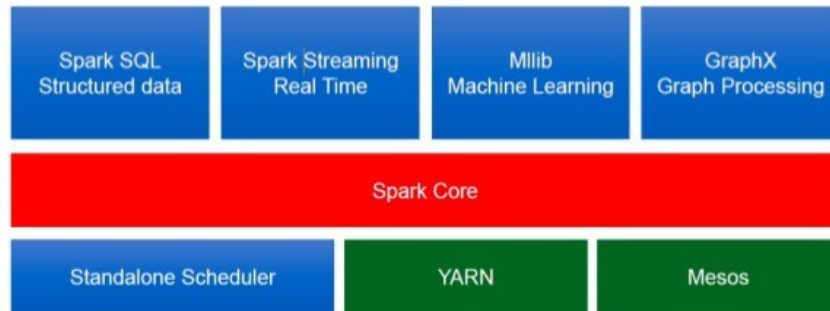 Spark SQL
Structured data
Spark Streaming
Real Time
Mllib
Machine Learning
GraphX
Graph Processing
Spark Core
Standalone Scheduler
YARN
Mesos